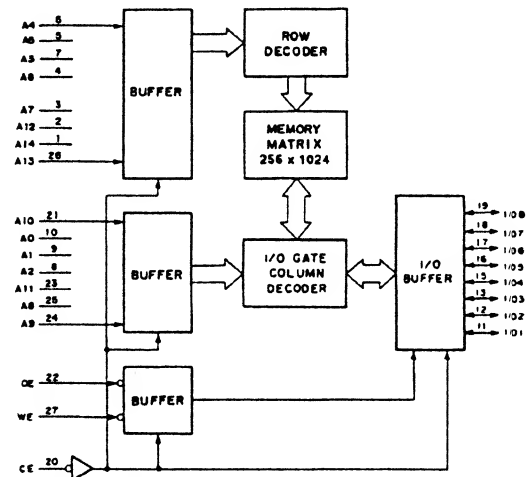 A4 6
A6 5
A3 7
A8 4
A7 3
A12 2
A14 1
A13 26
BUFFER
ROW
DECODER
MEMORY
MATRIX
256 x 1024
A10 21
A0 10
A1 9
A2 8
A11 23
A8 25
A9 24
BUFFER
I/O GATE
COLUMN
DECODER
I/O
BUFFER
19 I/O8
18 I/O7
17 I/O6
16 I/O5
15 I/O4
13 I/O3
12 I/O2
11 I/O1
OE 22
WE 27
BUFFER
CE 20